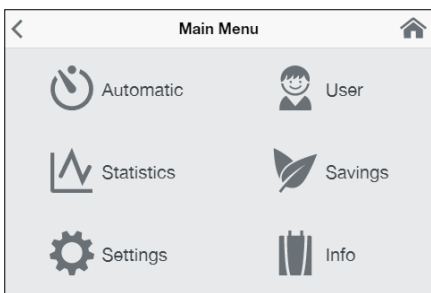 Main Menu
Automatic
User
Statistics
Savings
Settings
Info